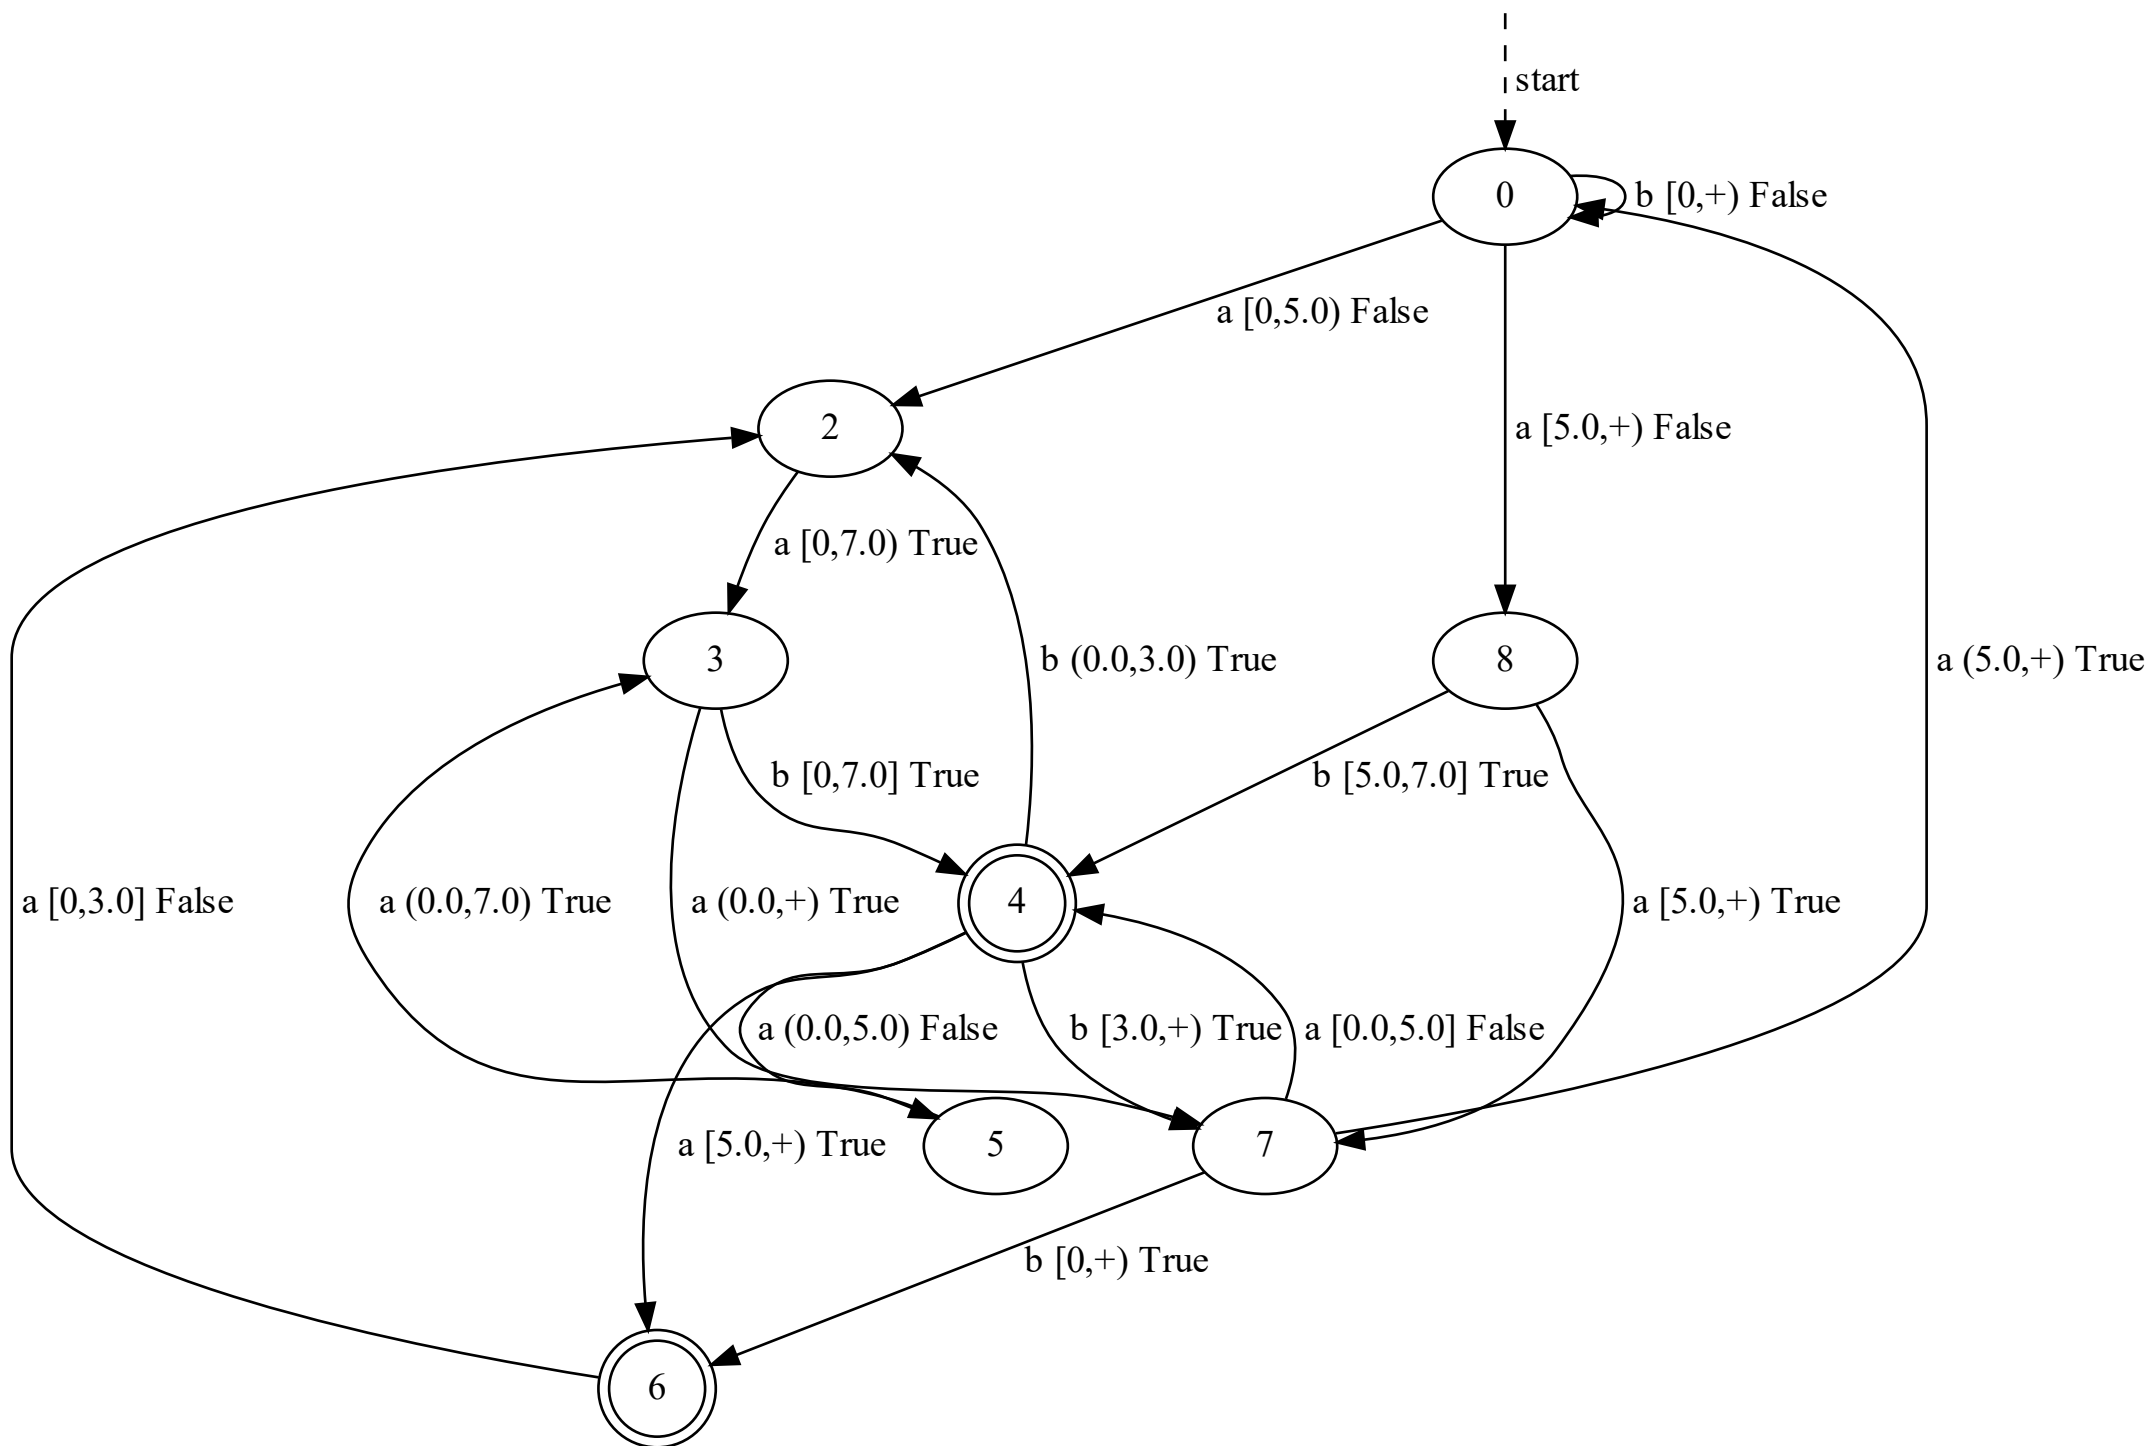 start
0
b [0,+) False
a [0,5.0) False
2
a [5.0,+) False
a [0,7.0) True
3
b (0.0,3.0) True
8
a (5.0,+) True
b [0,7.0] True
b [5.0,7.0] True
a [0,3.0] False
a (0.0,7.0) True
a (0.0,+) True
4
a [5.0,+) True
a (0.0,5.0) False
b [3.0,+) True
a [0.0,5.0] False
a [5.0,+) True
5
7
b [0,+) True
6